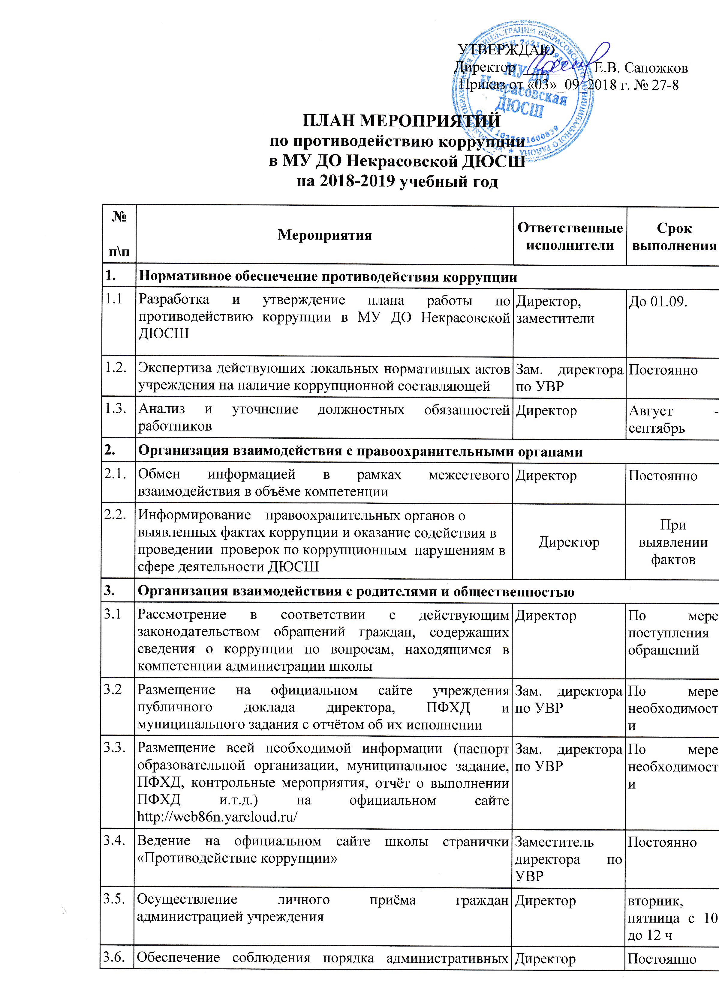 УТВЕРЖДАЮ
Директор __________ Е.В. Сапожков
Приказ от «03»_09_2018 г. № 27-8
МУ ДО
Некрасовская
ДЮСШ
ОГРН 1027601600839
ПЛАН МЕРОПРИЯТИЙ
по противодействию коррупции
в МУ ДО Некрасовской ДЮСШ
на 2018-2019 учебный год
№
п\п
Мероприятия
Ответственные
исполнители
Срок
выполнения
1. Нормативное обеспечение противодействия коррупции
1.1 Разработка и утверждение плана работы по Директор, До 01.09.
противодействию коррупции в МУ ДО Некрасовской заместители
ДЮСШ
1.2. Экспертиза действующих локальных нормативных актов Зам. директора Постоянно
учреждения на наличие коррупционной составляющей по УВР
1.3. Анализ и уточнение должностных обязанностей Директор Август -
работников сентябрь
2. Организация взаимодействия с правоохранительными органами
2.1. Обмен информацией в рамках межсетевого Директор Постоянно
взаимодействия в объёме компетенции
2.2. Информирование правоохранительных органов о
выявленных фактах коррупции и оказание содействия в
проведении проверок по коррупционным нарушениям в
сфере деятельности ДЮСШ
Директор
При
выявлении
фактов
3. Организация взаимодействия с родителями и общественностью
3.1 Рассмотрение в соответствии с действующим Директор По мере
законодательством обращений граждан, содержащих поступления
сведения о коррупции по вопросам, находящимся в обращений
компетенции администрации школы
3.2 Размещение на официальном сайте учреждения Зам. директора По мере
публичного доклада директора, ПФХД и по УВР необходимост
муниципального задания с отчётом об их исполнении и
3.3. Размещение всей необходимой информации (паспорт Зам. директора По мере
образовательной организации, муниципальное задание, по УВР необходимост
ПФХД, контрольные мероприятия, отчёт о выполнении и
ПФХД и.т.д.) на официальном сайте
http://web86n.yarcloud.ru/
3.4. Ведение на официальном сайте школы странички Заместитель Постоянно
«Противодействие коррупции» директора по
УВР
3.5. Осуществление личного приёма граждан Директор вторник,
администрацией учреждения пятница с 10
до 12 ч
3.6. Обеспечение соблюдения порядка административных Директор Постоянно